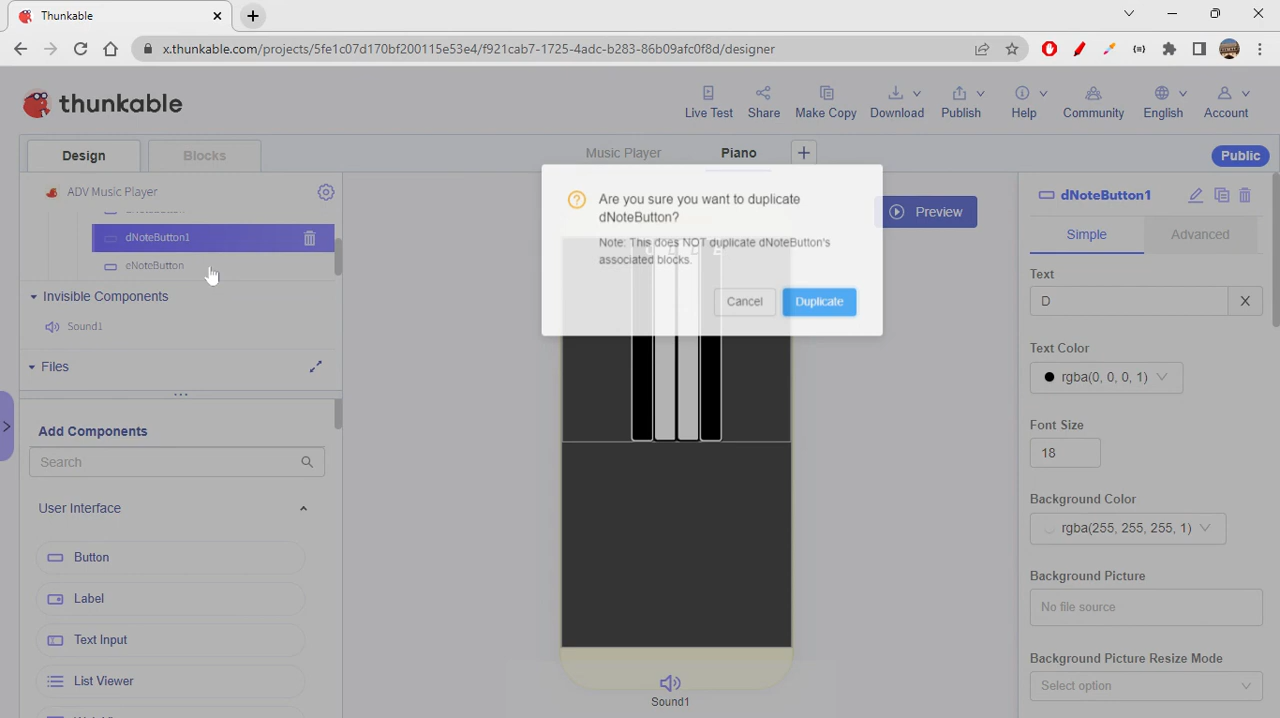 Thunkable
x.thunkable.com/projects/5fe1c07d170bf200115e53e4/f921cab7-1725-4adc-b283-86b09afc0f8d/designer
thunkable
Live Test
Share
Make Copy
Download
Publish
Help
Community
English
Account
Design
Blocks
Music Player
Piano
Public
ADV Music Player
dNoteButton1
eNoteButton
Invisible Components
Sound1
Files
Add Components
Search
User Interface
Button
Label
Text Input
List Viewer
Are you sure you want to duplicate
dNoteButton?
Note: This does NOT duplicate dNoteButton's
associated blocks.
Cancel
Duplicate
Preview
Sound1
dNoteButton1
Simple
Advanced
Text
D
X
Text Color
rgba(0, 0, 0, 1)
Font Size
18
Background Color
rgba(255, 255, 255, 1)
Background Picture
No file source
Background Picture Resize Mode
Select option